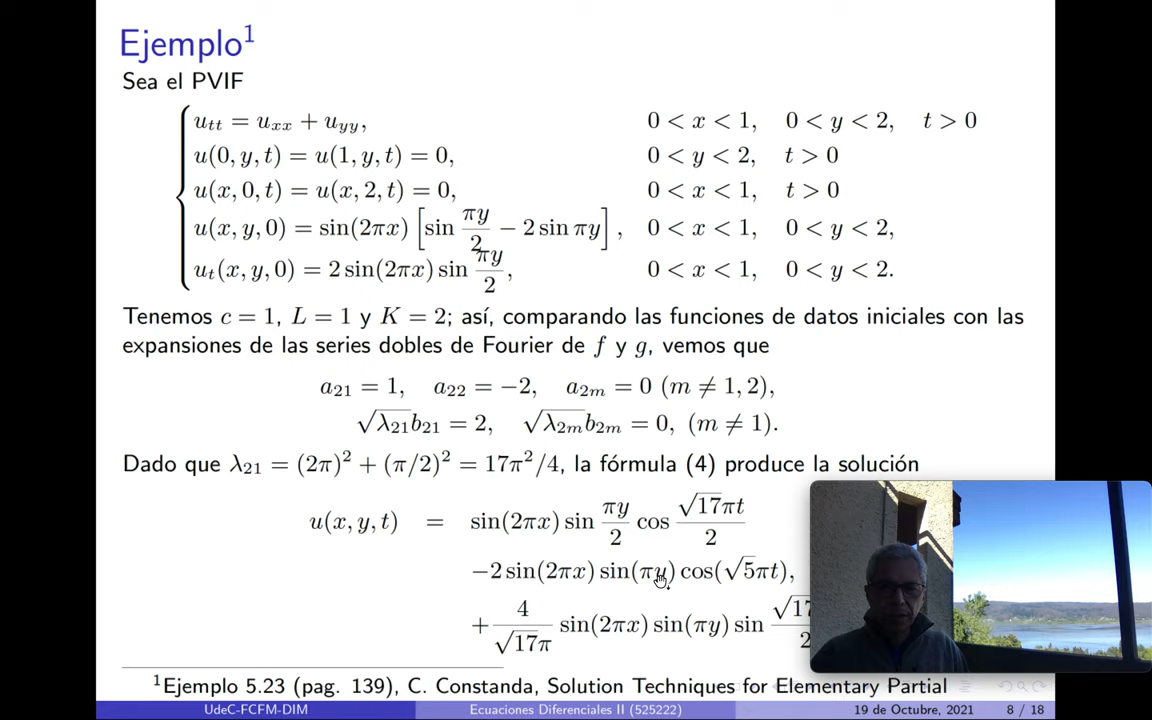 Ejemplo¹
Sea el PVIF
u_tt = u_xx + u_yy, 0 < x < 1, 0 < y < 2, t > 0
u(0, y, t) = u(1, y, t) = 0, 0 < y < 2, t > 0
u(x, 0, t) = u(x, 2, t) = 0, 0 < x < 1, t > 0
u(x, y, 0) = sin(2πx) [sin πy/2 − 2 sin πy], 0 < x < 1, 0 < y < 2,
u_t(x, y, 0) = 2 sin(2πx) sin πy/2, 0 < x < 1, 0 < y < 2.
Tenemos c = 1, L = 1 y K = 2; así, comparando las funciones de datos iniciales con las
expansiones de las series dobles de Fourier de f y g, vemos que
a₂₁ = 1, a₂₂ = −2, a₂ₘ = 0 (m ≠ 1, 2),
√λ₂₁b₂₁ = 2, √λ₂ₘb₂ₘ = 0, (m ≠ 1).
Dado que λ₂₁ = (2π)² + (π/2)² = 17π²/4, la fórmula (4) produce la solución
u(x, y, t) = sin(2πx) sin πy/2 cos √17πt/2
−2 sin(2πx) sin(πy) cos(√5πt),
+ 4/√17π sin(2πx) sin(πy) sin
¹Ejemplo 5.23 (pag. 139), C. Constanda, Solution Techniques for Elementary Partial
UdeC-FCFM-DIM Ecuaciones Diferenciales II (525222) 19 de Octubre, 2021 8 / 18